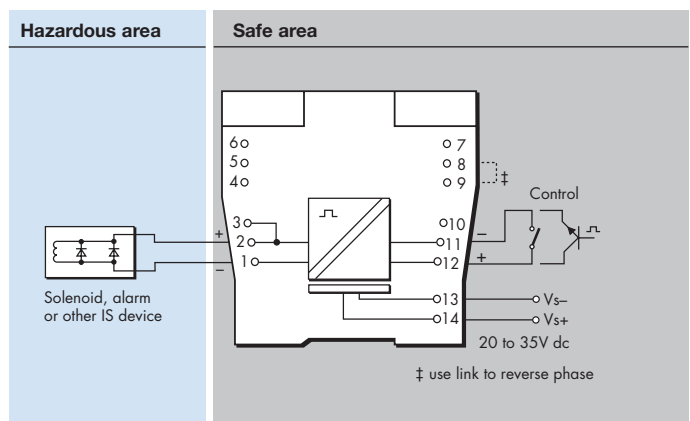 Hazardous area
Safe area
6 7
5 8
4 9
‡
Control
3 10
+ 2 11 –
1 12 +
–
Solenoid, alarm
or other IS device
13 Vs–
14 Vs+
20 to 35V dc
‡ use link to reverse phase